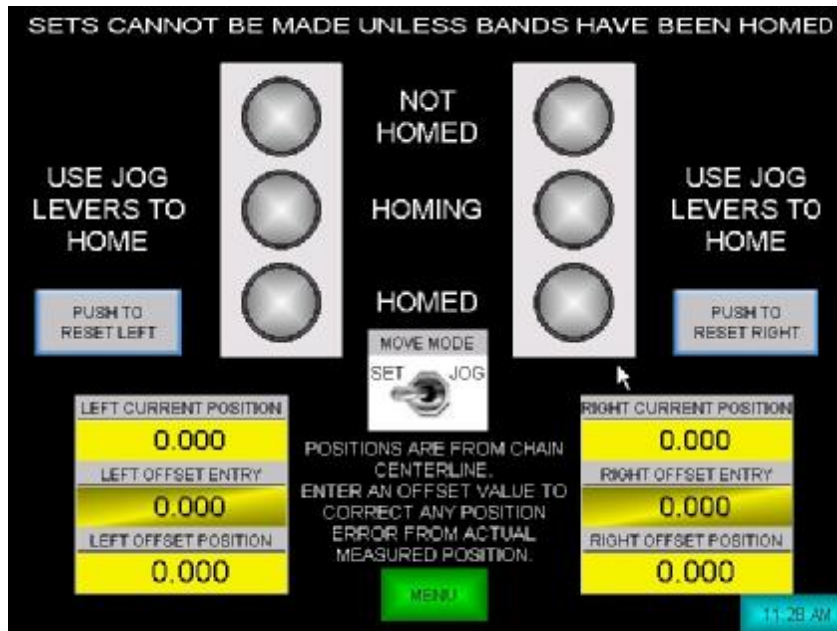 SETS CANNOT BE MADE UNLESS BANDS HAVE BEEN HOMED
USE JOG
LEVERS TO
HOME
PUSH TO
RESET LEFT
NOT
HOMED
HOMING
HOMED
USE JOG
LEVERS TO
HOME
PUSH TO
RESET RIGHT
MOVE MODE
SET
JOG
LEFT CURRENT POSITION
0.000
LEFT OFFSET ENTRY
0.000
LEFT OFFSET POSITION
0.000
POSITIONS ARE FROM CHAIN
CENTERLINE.
ENTER AN OFFSET VALUE TO
CORRECT ANY POSITION
ERROR FROM ACTUAL
MEASURED POSITION.
MENU
RIGHT CURRENT POSITION
0.000
RIGHT OFFSET ENTRY
0.000
RIGHT OFFSET POSITION
0.000
11:28 AM